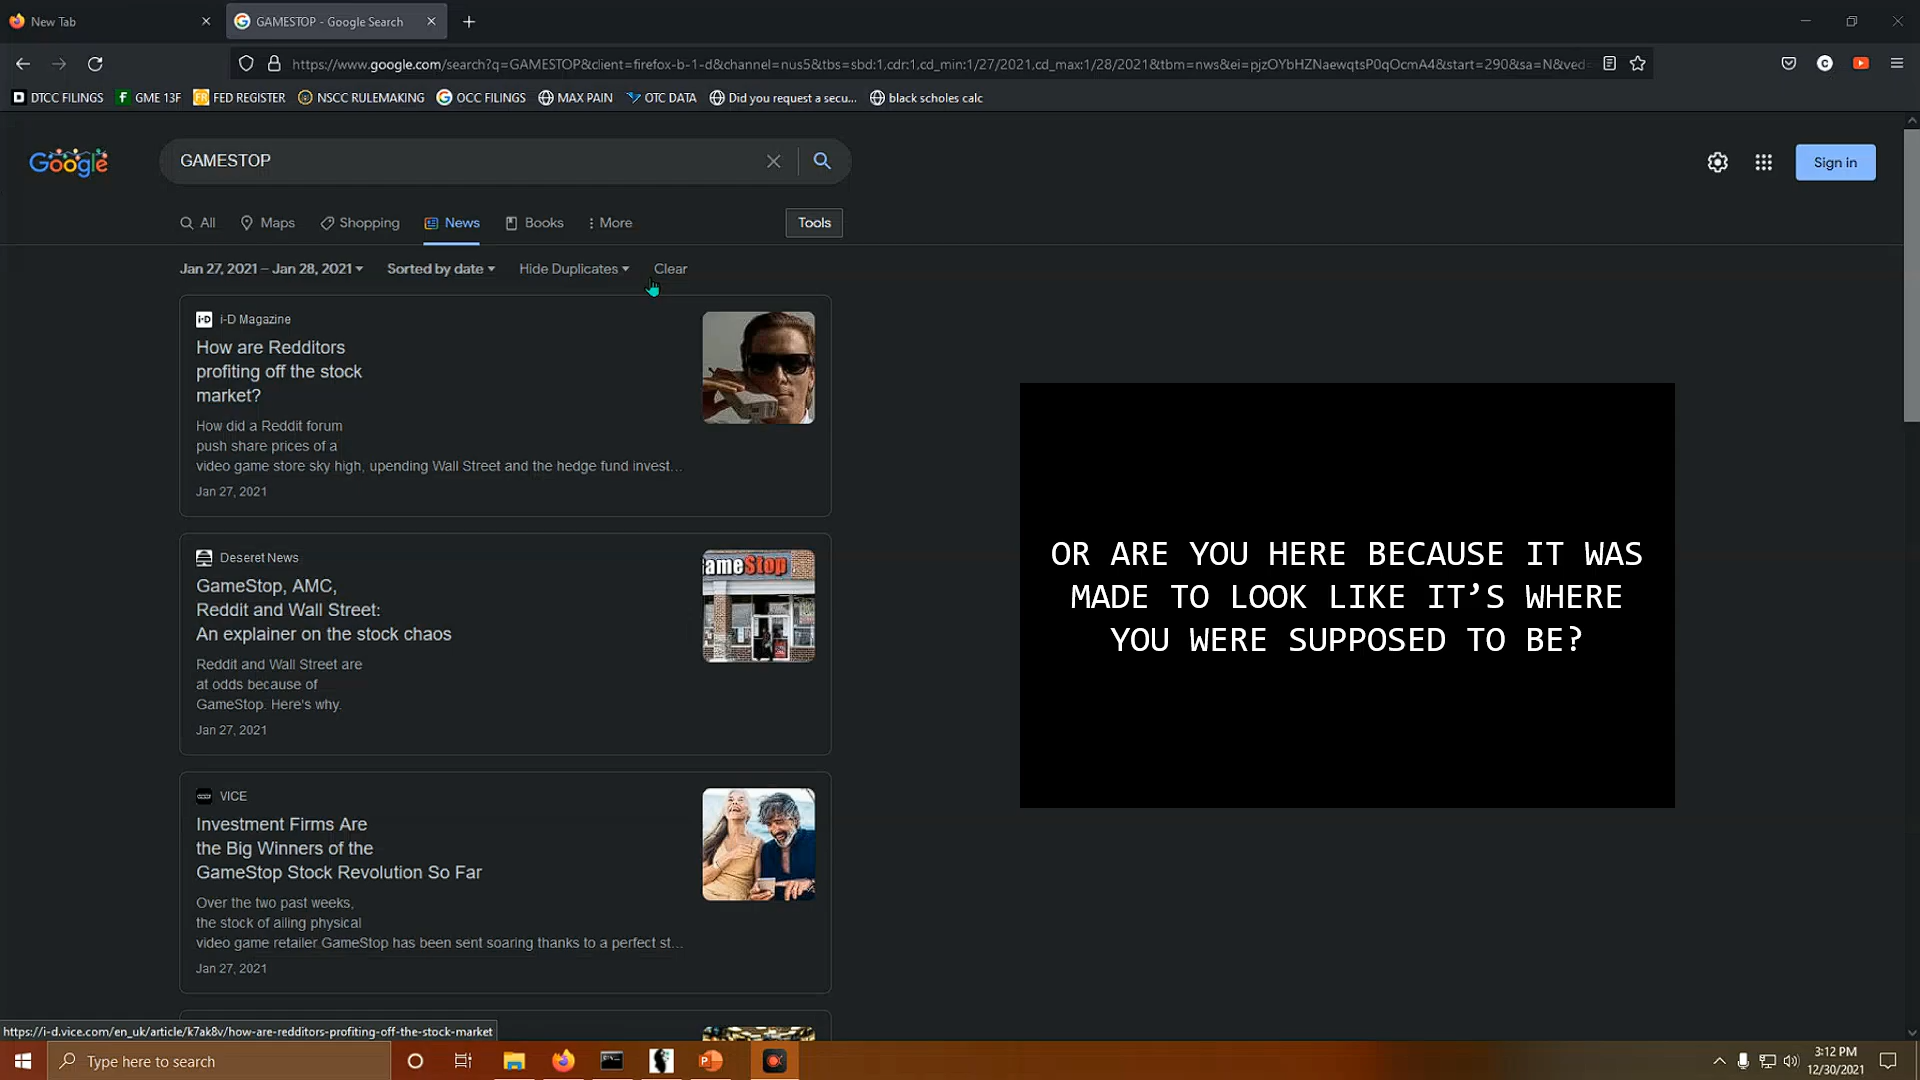 New Tab
GAMESTOP - Google Search
https://www.google.com/search?q=GAMESTOP&client=firefox-b-1-d&channel=nus5&tbs=sbd:1,cdr:1,cd_min:1/27/2021,cd_max:1/28/2021&tbm=nws&ei=pjzOYbHZNaewqtsP0qOcmA4&start=290&sa=N&ved=
DTCC FILINGS
GME 13F
FED REGISTER
NSCC RULEMAKING
OCC FILINGS
MAX PAIN
OTC DATA
Did you request a secu...
black scholes calc
Google
GAMESTOP
Sign in
All
Maps
Shopping
News
Books
More
Tools
Jan 27, 2021 – Jan 28, 2021
Sorted by date
Hide Duplicates
Clear
i-D
i-D Magazine
How are Redditors
profiting off the stock
market?
How did a Reddit forum
push share prices of a
video game store sky high, upending Wall Street and the hedge fund invest...
Jan 27, 2021
Deseret News
GameStop, AMC,
Reddit and Wall Street:
An explainer on the stock chaos
Reddit and Wall Street are
at odds because of
GameStop. Here's why.
Jan 27, 2021
ameStop
VICE
Investment Firms Are
the Big Winners of the
GameStop Stock Revolution So Far
Over the two past weeks,
the stock of ailing physical
video game retailer GameStop has been sent soaring thanks to a perfect st...
Jan 27, 2021
OR ARE YOU HERE BECAUSE IT WAS
MADE TO LOOK LIKE IT’S WHERE
YOU WERE SUPPOSED TO BE?
https://i-d.vice.com/en_uk/article/k7ak8v/how-are-redditors-profiting-off-the-stock-market
Type here to search
3:12 PM
12/30/2021